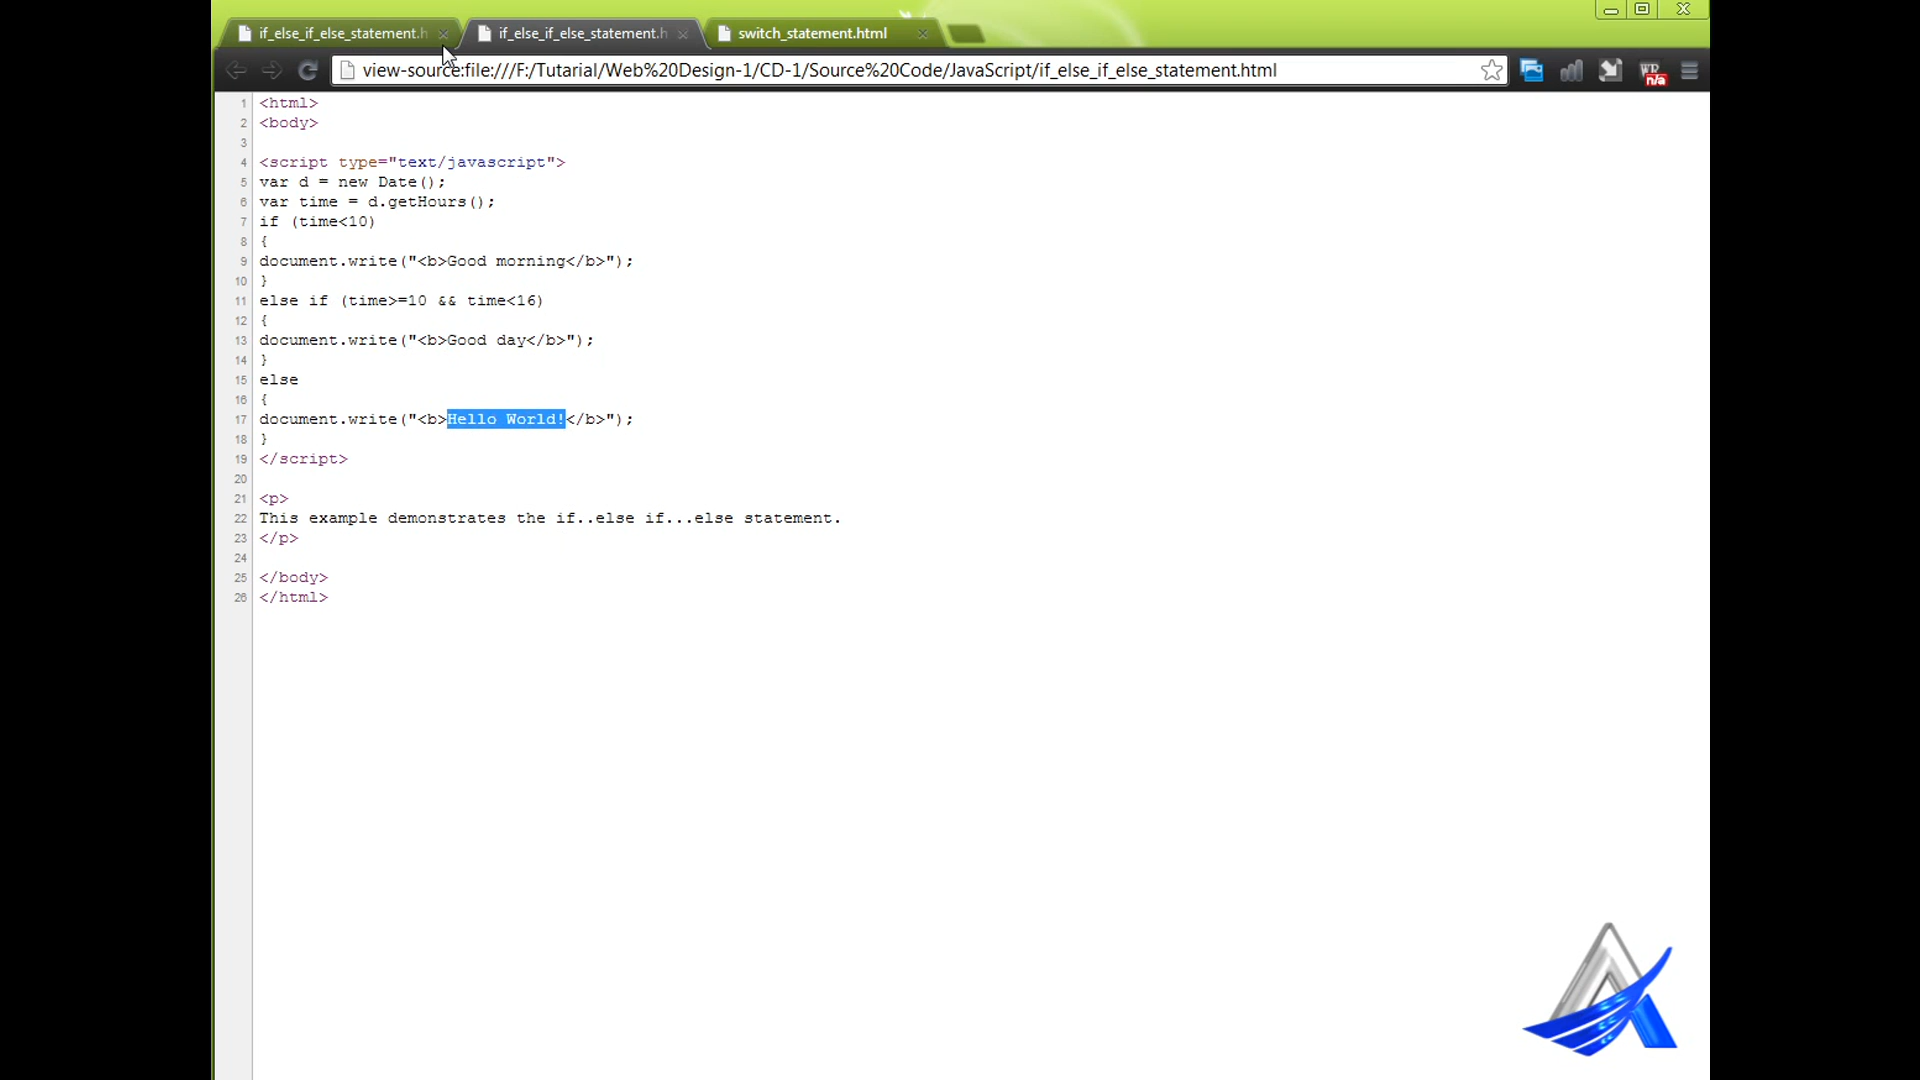 if_else_if_else_statement.h
if_else_if_else_statement.h
switch_statement.html
view-source:file:///F:/Tutarial/Web%20Design-1/CD-1/Source%20Code/JavaScript/if_else_if_else_statement.html
WR
n/a
1 <html>
2 <body>
3
4 <script type="text/javascript">
5 var d = new Date();
6 var time = d.getHours();
7 if (time<10)
8 {
9 document.write("<b>Good morning</b>");
10 }
11 else if (time>=10 && time<16)
12 {
13 document.write("<b>Good day</b>");
14 }
15 else
16 {
17 document.write("<b>Hello World!</b>");
18 }
19 </script>
20
21 <p>
22 This example demonstrates the if..else if...else statement.
23 </p>
24
25 </body>
26 </html>